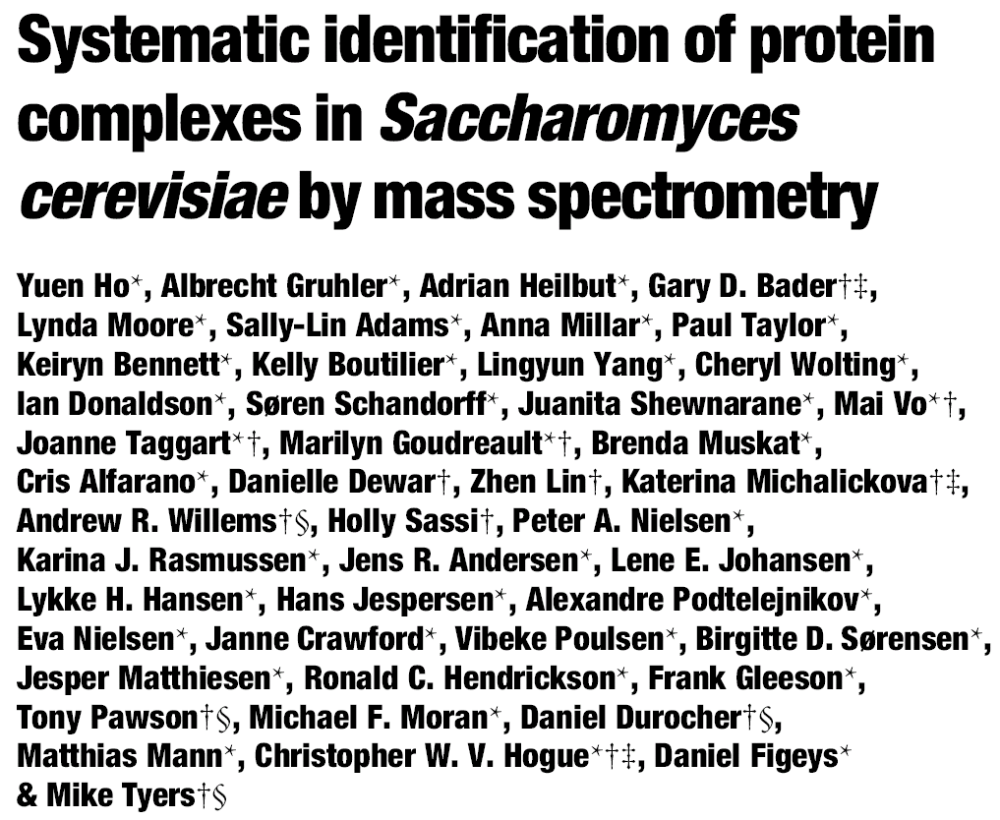 Systematic identification of protein
complexes in Saccharomyces
cerevisiae by mass spectrometry
Yuen Ho*, Albrecht Gruhler*, Adrian Heilbut*, Gary D. Bader†‡,
Lynda Moore*, Sally-Lin Adams*, Anna Millar*, Paul Taylor*,
Keiryn Bennett*, Kelly Boutilier*, Lingyun Yang*, Cheryl Wolting*,
Ian Donaldson*, Søren Schandorff*, Juanita Shewnarane*, Mai Vo*†,
Joanne Taggart*†, Marilyn Goudreault*†, Brenda Muskat*,
Cris Alfarano*, Danielle Dewar†, Zhen Lin†, Katerina Michalickova†‡,
Andrew R. Willems†§, Holly Sassi†, Peter A. Nielsen*,
Karina J. Rasmussen*, Jens R. Andersen*, Lene E. Johansen*,
Lykke H. Hansen*, Hans Jespersen*, Alexandre Podtelejnikov*,
Eva Nielsen*, Janne Crawford*, Vibeke Poulsen*, Birgitte D. Sørensen*,
Jesper Matthiesen*, Ronald C. Hendrickson*, Frank Gleeson*,
Tony Pawson†§, Michael F. Moran*, Daniel Durocher†§,
Matthias Mann*, Christopher W. V. Hogue*†‡, Daniel Figeys*
& Mike Tyers†§